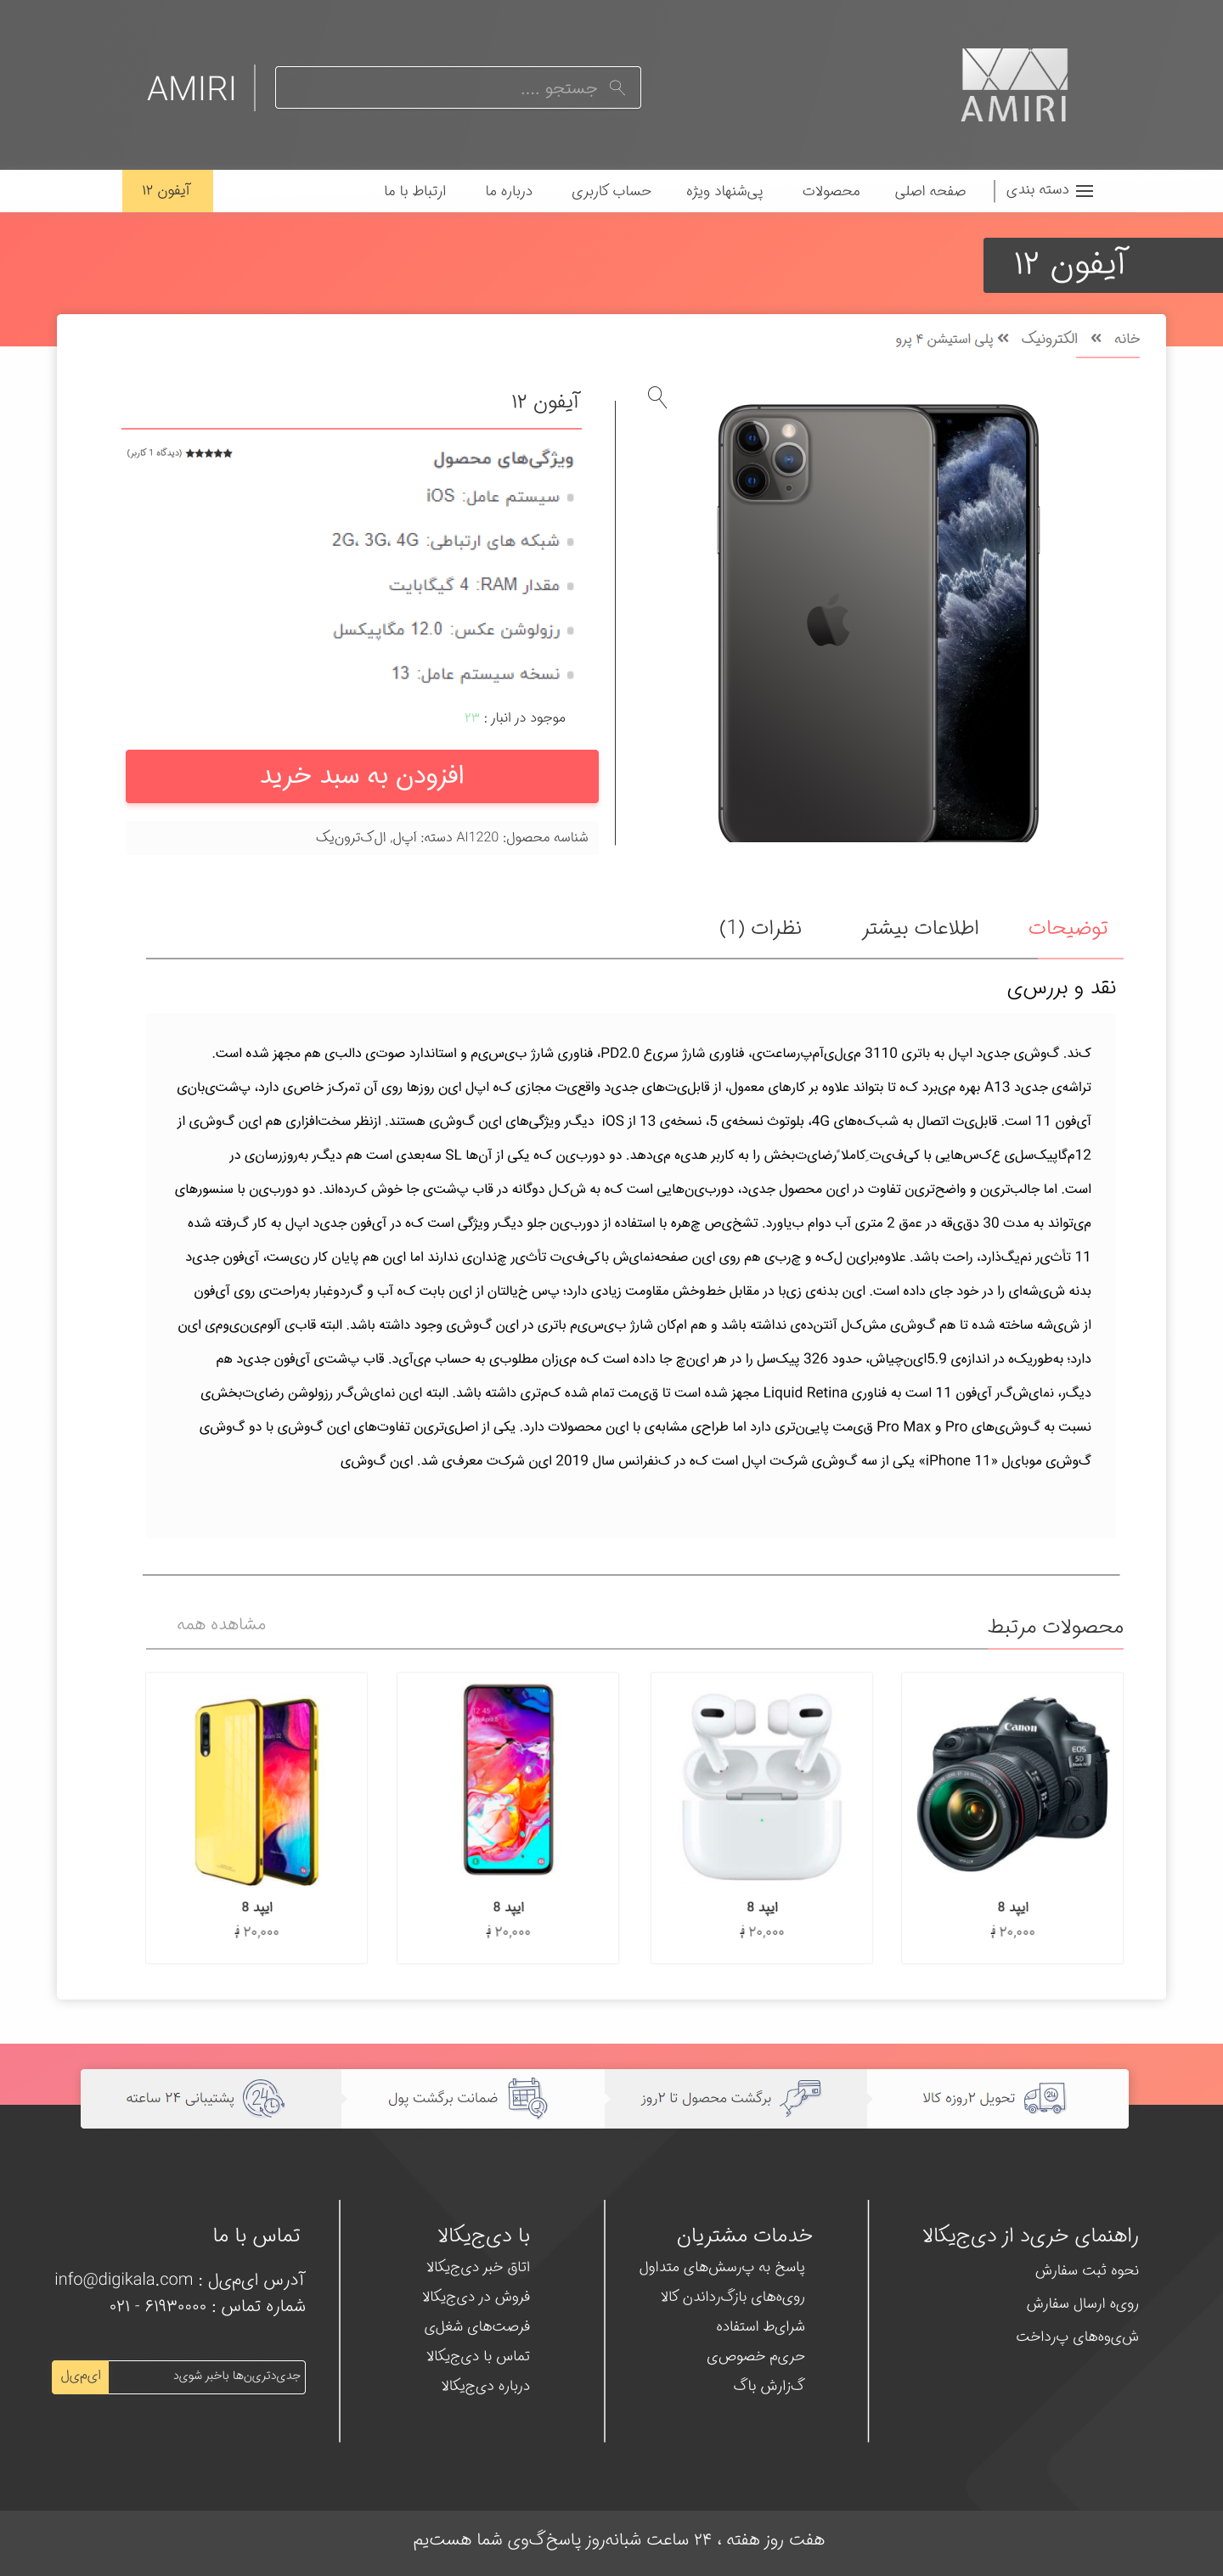 AMIRI
جستجو ....
AMIRI
دسته بندی
صفحه اصلی
محصولات
پیشنهاد ویژه
حساب کاربری
درباره ما
ارتباط با ما
آیفون ۱۲
آیفون ۱۲
خانه » الکترونیک » پلی استیشن ۴ پرو
آیفون ۱۲
(دیدگاه 1 کاربر)
ویژگی‌های محصول
سیستم عامل: iOS
شبکه های ارتباطی: 2G، 3G، 4G
مقدار RAM: 4 گیگابایت
رزولوشن عکس: 12.0 مگاپیکسل
نسخه سیستم عامل: 13
موجود در انبار : ۲۳
افزودن به سبد خرید
شناسه محصول: AI1220 دسته: اپل, الکترونیک
توضیحات
اطلاعات بیشتر
نظرات (1)
نقد و بررسی
کند. گوشی جدید اپل به باتری 3110 میلی‌آمپرساعتی، فناوری شارژ سریع PD2.0، فناوری شارژ بی‌سیم و استاندارد صوتی دالبی هم مجهز شده است.
تراشه‌ی جدید A13 بهره می‌برد که تا بتواند علاوه بر کارهای معمول، از قابلیت‌های جدید واقعیت مجازی که اپل این روزها روی آن تمرکز خاصی دارد، پشتیبانی
آیفون 11 است. قابلیت اتصال به شبکه‌های 4G، بلوتوث نسخه‌ی 5، نسخه‌ی 13 از iOS دیگر ویژگی‌های این گوشی هستند. ازنظر سخت‌افزاری هم این گوشی از
12مگاپیکسلی عکس‌هایی با کیفیت ِکاملا ًرضایت‌بخش را به کاربر هدیه می‌دهد. دو دوربین که یکی از آن‌ها SL سه‌بعدی است هم دیگر به‌روزرسانی در
است. اما جالب‌ترین و واضح‌ترین تفاوت در این محصول جدید، دوربین‌هایی است که به شکل دوگانه در قاب پشتی جا خوش کرده‌اند. دو دوربین با سنسورهای
می‌تواند به مدت 30 دقیقه در عمق 2 متری آب دوام بیاورد. تشخیص چهره با استفاده از دوربین جلو دیگر ویژگی است که در آیفون جدید اپل به کار گرفته شده
11 تأثیر نمی‌گذارد، راحت باشد. علاوه‌براین لکه و چربی هم روی این صفحه‌نمایش باکیفیت تأثیر چندانی ندارند اما این هم پایان کار نیست، آیفون جدید
بدنه شیشه‌ای را در خود جای داده است. این بدنه‌ی زیبا در مقابل خط‌وخش مقاومت زیادی دارد؛ پس خیالتان از این بابت که آب و گردوغبار به‌راحتی روی آیفون
از شیشه ساخته شده تا هم گوشی مشکل آنتن‌دهی نداشته باشد و هم امکان شارژ بی‌سیم باتری در این گوشی وجود داشته باشد. البته قابی آلومینیومی این
دارد؛ به‌طوریکه در اندازه‌ی 5.9اینچی‌اش، حدود 326 پیکسل را در هر اینچ جا داده است که میزان مطلوبی به حساب می‌آید. قاب پشتی آیفون جدید هم
دیگر، نمایش‌گر آیفون 11 است به فناوری Liquid Retina مجهز شده است تا قیمت تمام شده کمتری داشته باشد. البته این نمایش‌گر رزولوشن رضایت‌بخشی
نسبت به گوشی‌های Pro و Pro Max قیمت پایین‌تری دارد اما طراحی مشابه‌ی با این محصولات دارد. یکی از اصلی‌ترین تفاوت‌های این گوشی با دو گوشی
گوشی موبایل «iPhone 11» یکی از سه گوشی شرکت اپل است که در کنفرانس سال 2019 این شرکت معرفی شد. این گوشی
محصولات مرتبط
مشاهده همه
Canon
EOS
5D
12:45
ایپد 8
۲۰,۰۰۰
ایپد 8
۲۰,۰۰۰
ایپد 8
۲۰,۰۰۰
ایپد 8
۲۰,۰۰۰
24
تحویل ۲روزه کالا
برگشت محصول تا ۲روز
ضمانت برگشت پول
24
پشتیبانی ۲۴ ساعته
راهنمای خرید از دیجیکالا
نحوه ثبت سفارش
رویه ارسال سفارش
شیوه‌های پرداخت
خدمات مشتریان
پاسخ به پرسش‌های متداول
رویه‌های بازگرداندن کالا
شرایط استفاده
حریم خصوصی
گزارش باگ
با دیجیکالا
اتاق خبر دیجیکالا
فروش در دیجیکالا
فرصت‌های شغلی
تماس با دیجیکالا
درباره دیجیکالا
تماس با ما
آدرس ایمیل : info@digikala.com
شماره تماس : ۶۱۹۳۰۰۰۰ - ۰۲۱
جدیدترین‌ها باخبر شوید
ایمیل
هفت روز هفته ، ۲۴ ساعت شبانه‌روز پاسخ‌گوی شما هستیم